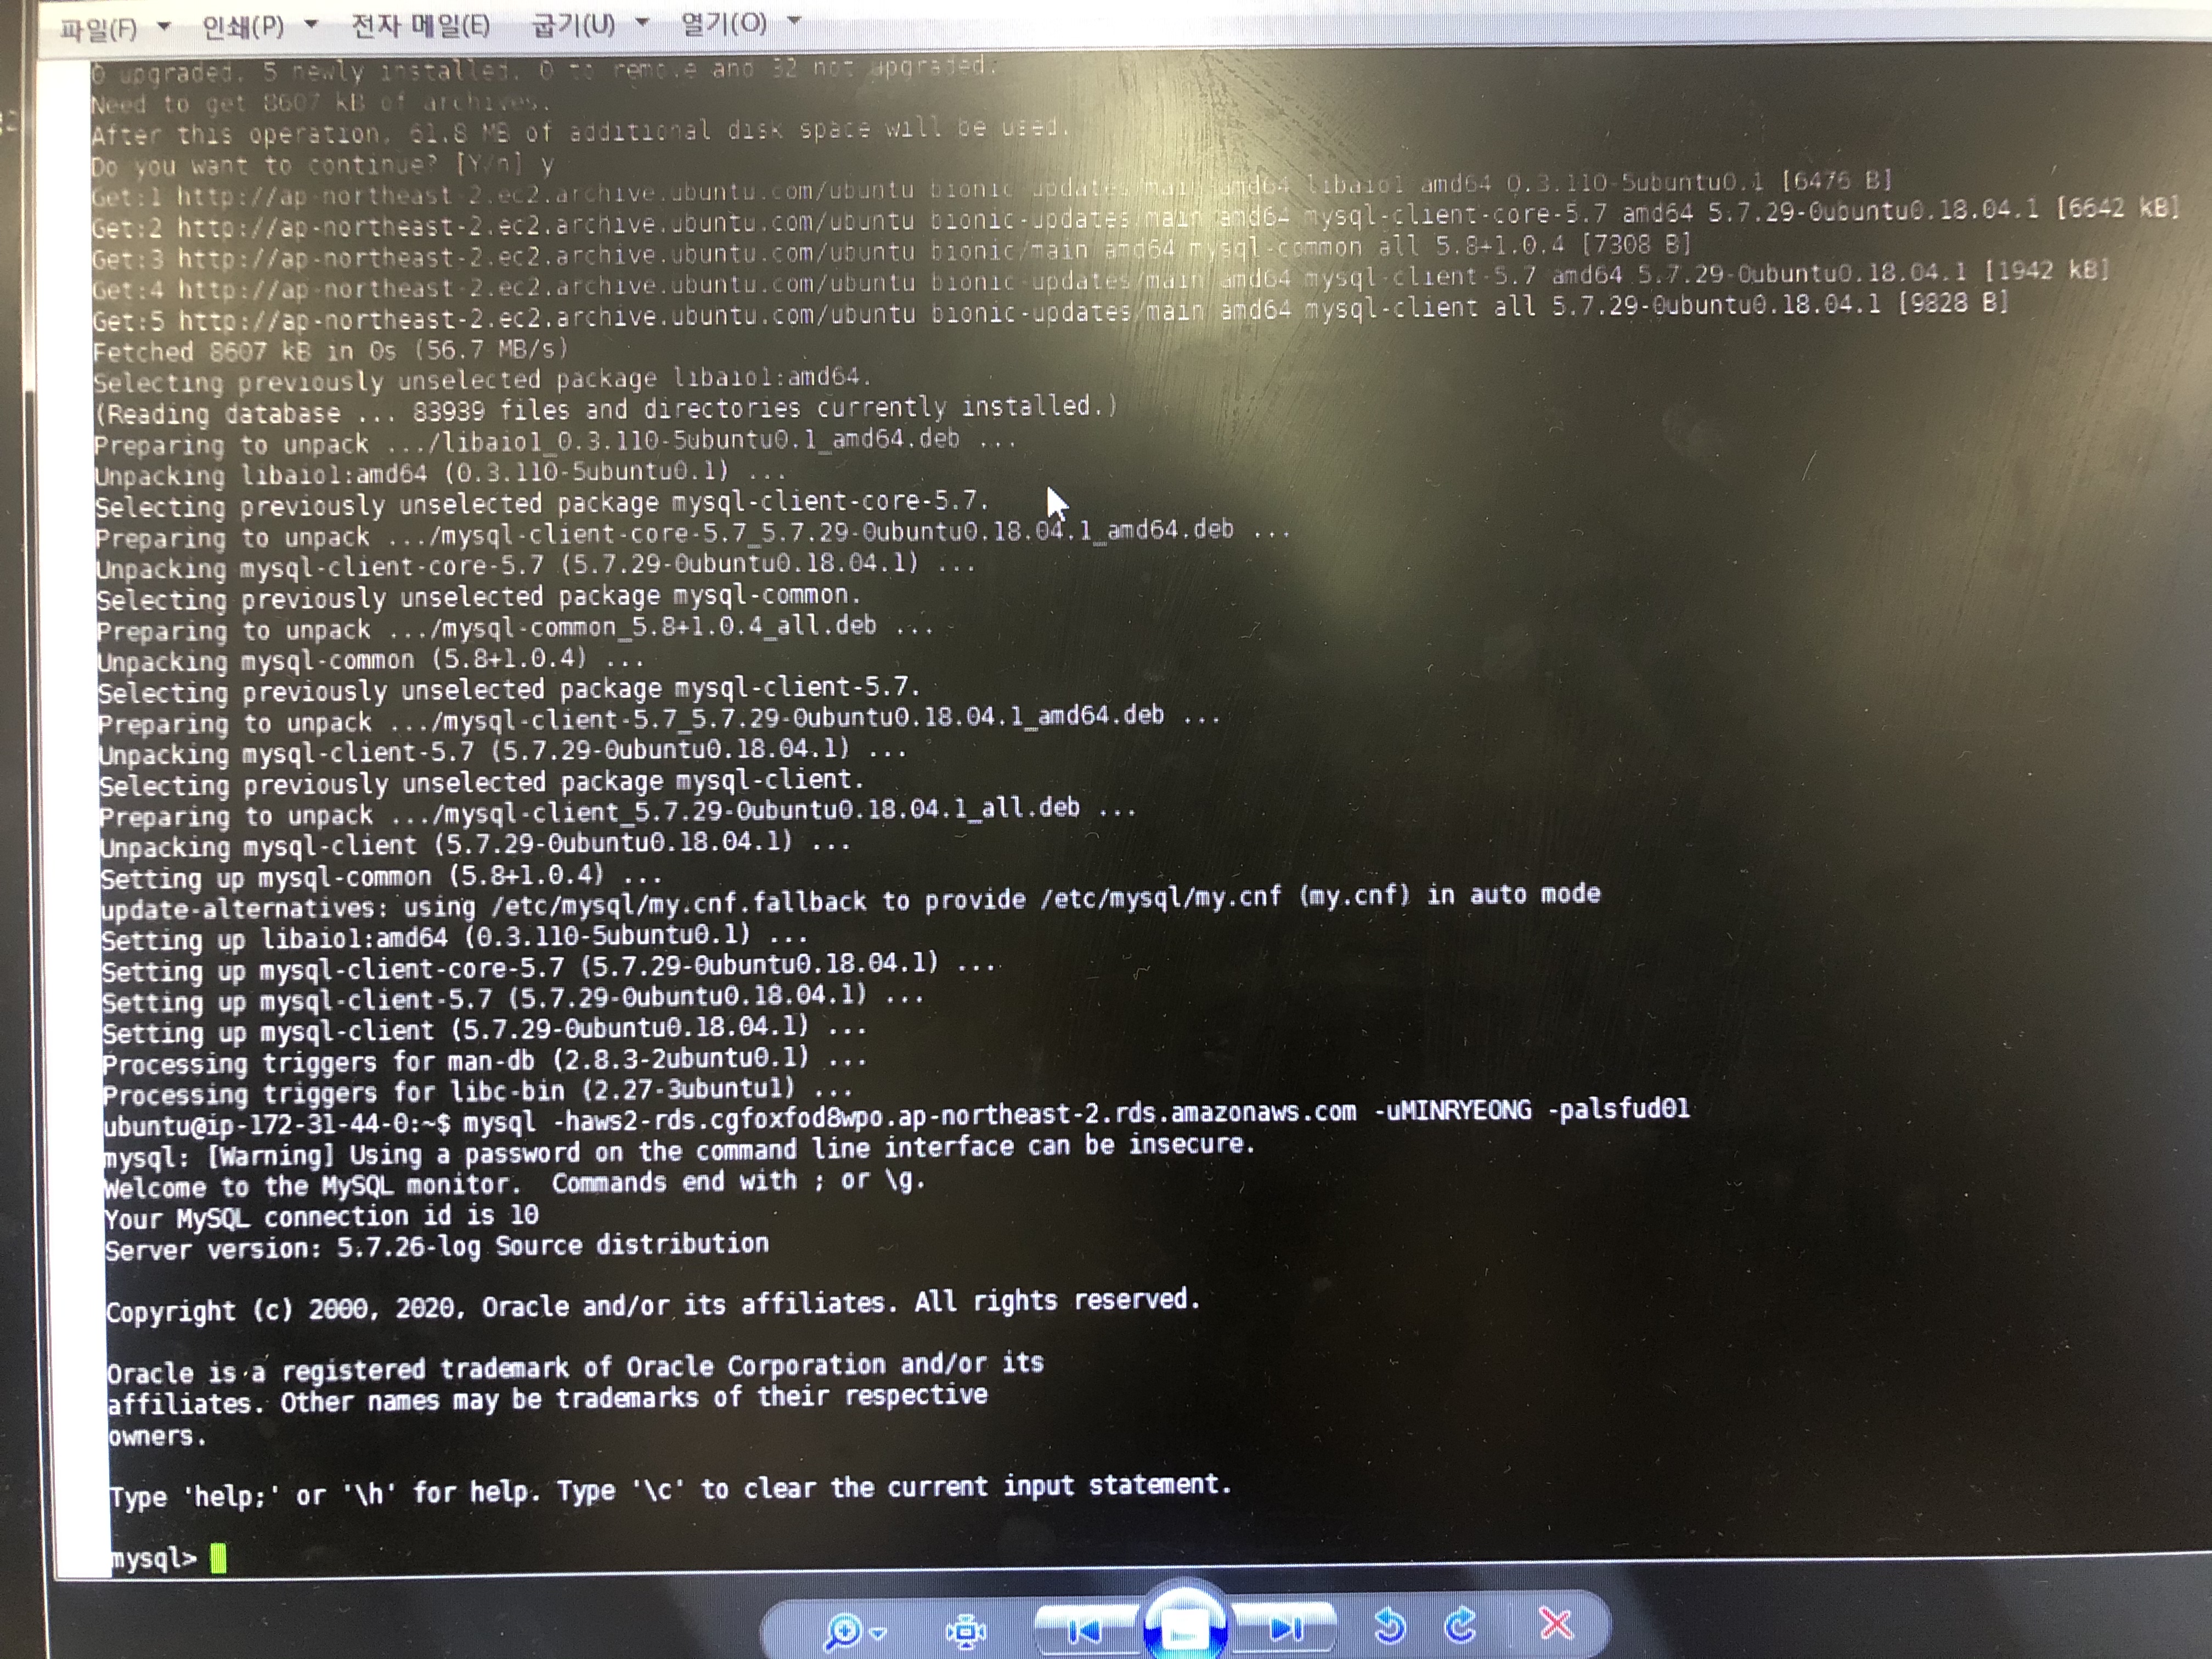 파일(F) 인쇄(P) 전자 메일(E) 굽기(U) 열기(O)
0 upgraded, 5 newly installed, 0 to remove and 32 not upgraded.
Need to get 8607 kB of archives.
After this operation, 61.8 MB of additional disk space will be used.
Do you want to continue? [Y/n] y
Get:1 http://ap-northeast-2.ec2.archive.ubuntu.com/ubuntu bionic-updates/main amd64 libaio1 amd64 0.3.110-5ubuntu0.1 [6476 B]
Get:2 http://ap-northeast-2.ec2.archive.ubuntu.com/ubuntu bionic-updates/main amd64 mysql-client-core-5.7 amd64 5.7.29-0ubuntu0.18.04.1 [6642 kB]
Get:3 http://ap-northeast-2.ec2.archive.ubuntu.com/ubuntu bionic/main amd64 mysql-common all 5.8+1.0.4 [7308 B]
Get:4 http://ap-northeast-2.ec2.archive.ubuntu.com/ubuntu bionic-updates/main amd64 mysql-client-5.7 amd64 5.7.29-0ubuntu0.18.04.1 [1942 kB]
Get:5 http://ap-northeast-2.ec2.archive.ubuntu.com/ubuntu bionic-updates/main amd64 mysql-client all 5.7.29-0ubuntu0.18.04.1 [9828 B]
Fetched 8607 kB in 0s (56.7 MB/s)
Selecting previously unselected package libaio1:amd64.
(Reading database ... 83939 files and directories currently installed.)
Preparing to unpack .../libaio1_0.3.110-5ubuntu0.1_amd64.deb ...
Unpacking libaio1:amd64 (0.3.110-5ubuntu0.1) ...
Selecting previously unselected package mysql-client-core-5.7.
Preparing to unpack .../mysql-client-core-5.7_5.7.29-0ubuntu0.18.04.1_amd64.deb ...
Unpacking mysql-client-core-5.7 (5.7.29-0ubuntu0.18.04.1) ...
Selecting previously unselected package mysql-common.
Preparing to unpack .../mysql-common_5.8+1.0.4_all.deb ...
Unpacking mysql-common (5.8+1.0.4) ...
Selecting previously unselected package mysql-client-5.7.
Preparing to unpack .../mysql-client-5.7_5.7.29-0ubuntu0.18.04.1_amd64.deb ...
Unpacking mysql-client-5.7 (5.7.29-0ubuntu0.18.04.1) ...
Selecting previously unselected package mysql-client.
Preparing to unpack .../mysql-client_5.7.29-0ubuntu0.18.04.1_all.deb ...
Unpacking mysql-client (5.7.29-0ubuntu0.18.04.1) ...
Setting up mysql-common (5.8+1.0.4) ...
update-alternatives: using /etc/mysql/my.cnf.fallback to provide /etc/mysql/my.cnf (my.cnf) in auto mode
Setting up libaio1:amd64 (0.3.110-5ubuntu0.1) ...
Setting up mysql-client-core-5.7 (5.7.29-0ubuntu0.18.04.1) ...
Setting up mysql-client-5.7 (5.7.29-0ubuntu0.18.04.1) ...
Setting up mysql-client (5.7.29-0ubuntu0.18.04.1) ...
Processing triggers for man-db (2.8.3-2ubuntu0.1) ...
Processing triggers for libc-bin (2.27-3ubuntu1) ...
ubuntu@ip-172-31-44-0:~$ mysql -haws2-rds.cgfoxfod8wpo.ap-northeast-2.rds.amazonaws.com -uMINRYEONG -palsfud01
mysql: [Warning] Using a password on the command line interface can be insecure.
Welcome to the MySQL monitor.  Commands end with ; or \g.
Your MySQL connection id is 10
Server version: 5.7.26-log Source distribution
Copyright (c) 2000, 2020, Oracle and/or its affiliates. All rights reserved.
Oracle is a registered trademark of Oracle Corporation and/or its
affiliates. Other names may be trademarks of their respective
owners.
Type 'help;' or '\h' for help. Type '\c' to clear the current input statement.
mysql>